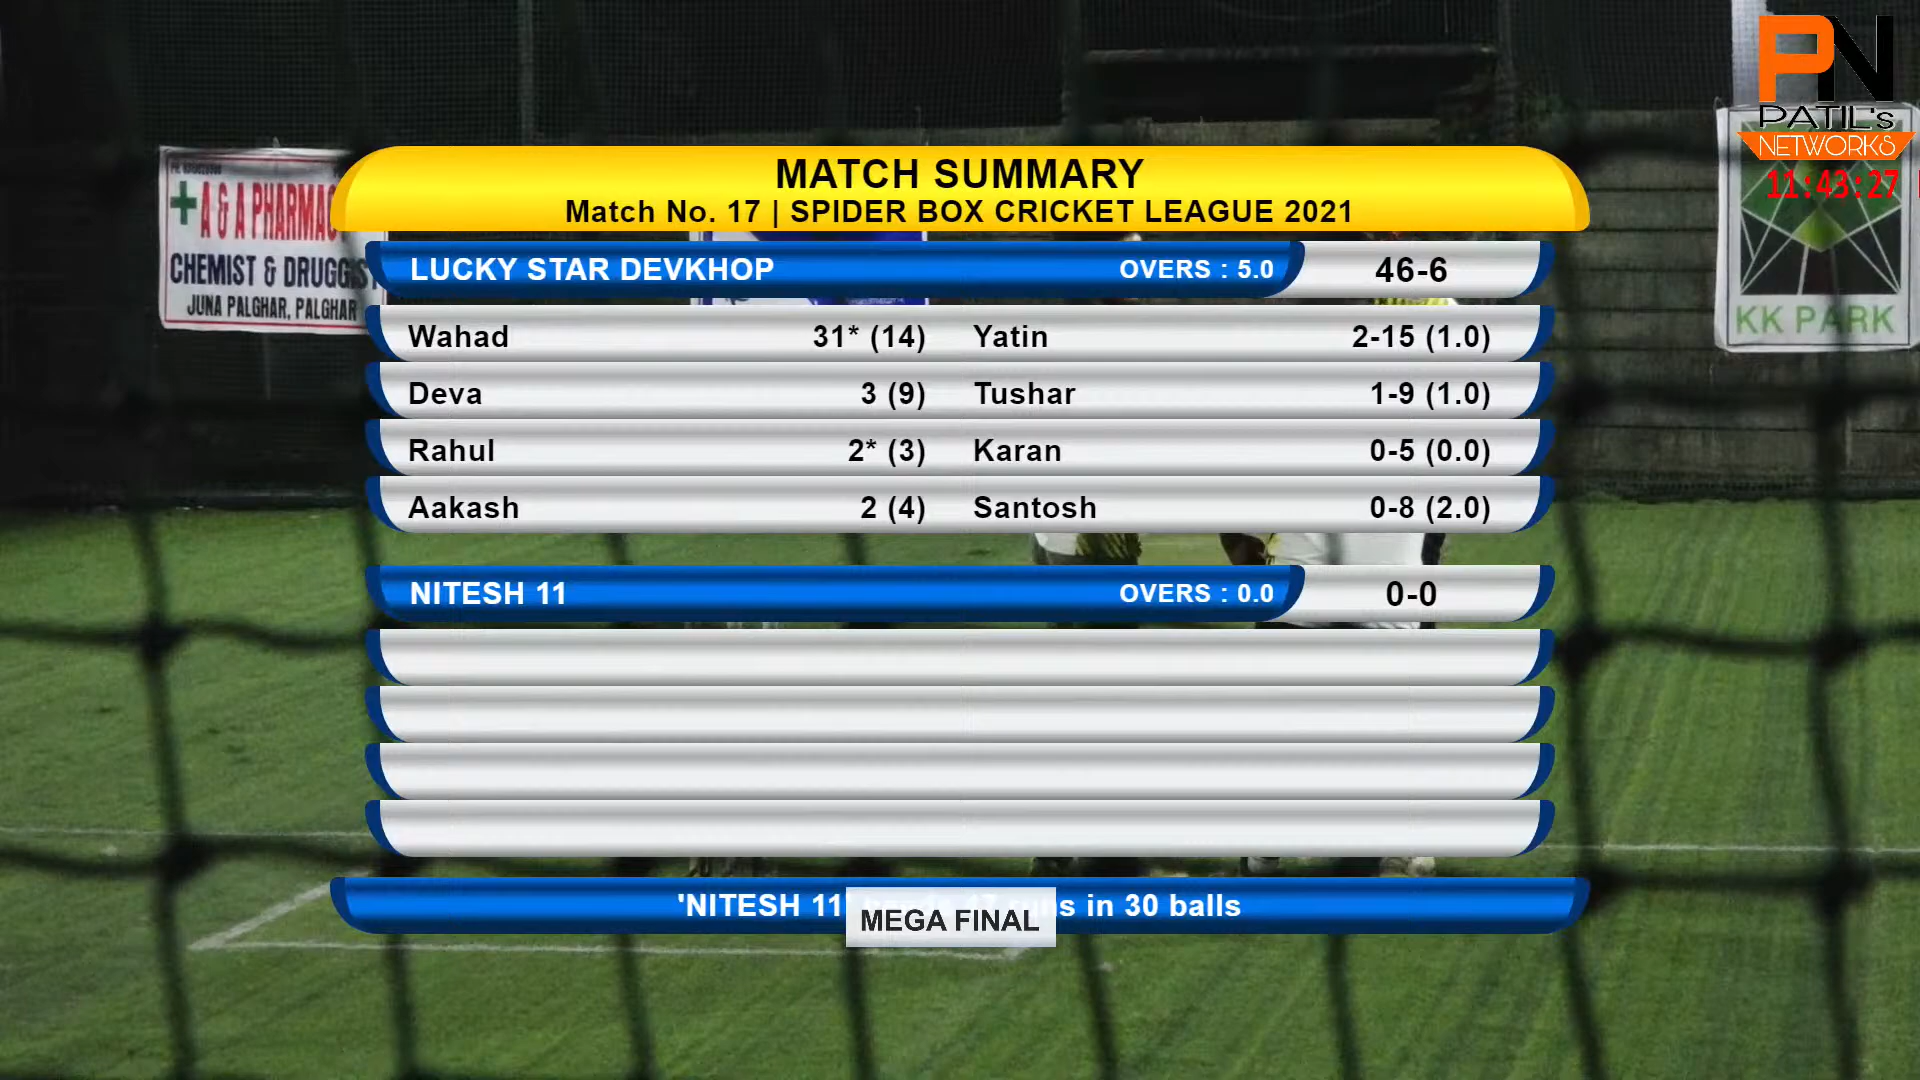 PN
PATIL's
NETWORKS
11:43:27
A & A PHARMAC
CHEMIST & DRUGGIS
JUNA PALGHAR, PALGHAR
KK PARK
MATCH SUMMARY
Match No. 17 | SPIDER BOX CRICKET LEAGUE 2021
LUCKY STAR DEVKHOP OVERS : 5.0 46-6
Wahad 31* (14) Yatin 2-15 (1.0)
Deva 3 (9) Tushar 1-9 (1.0)
Rahul 2* (3) Karan 0-5 (0.0)
Aakash 2 (4) Santosh 0-8 (2.0)
NITESH 11 OVERS : 0.0 0-0
'NITESH 11' in 30 balls
MEGA FINAL